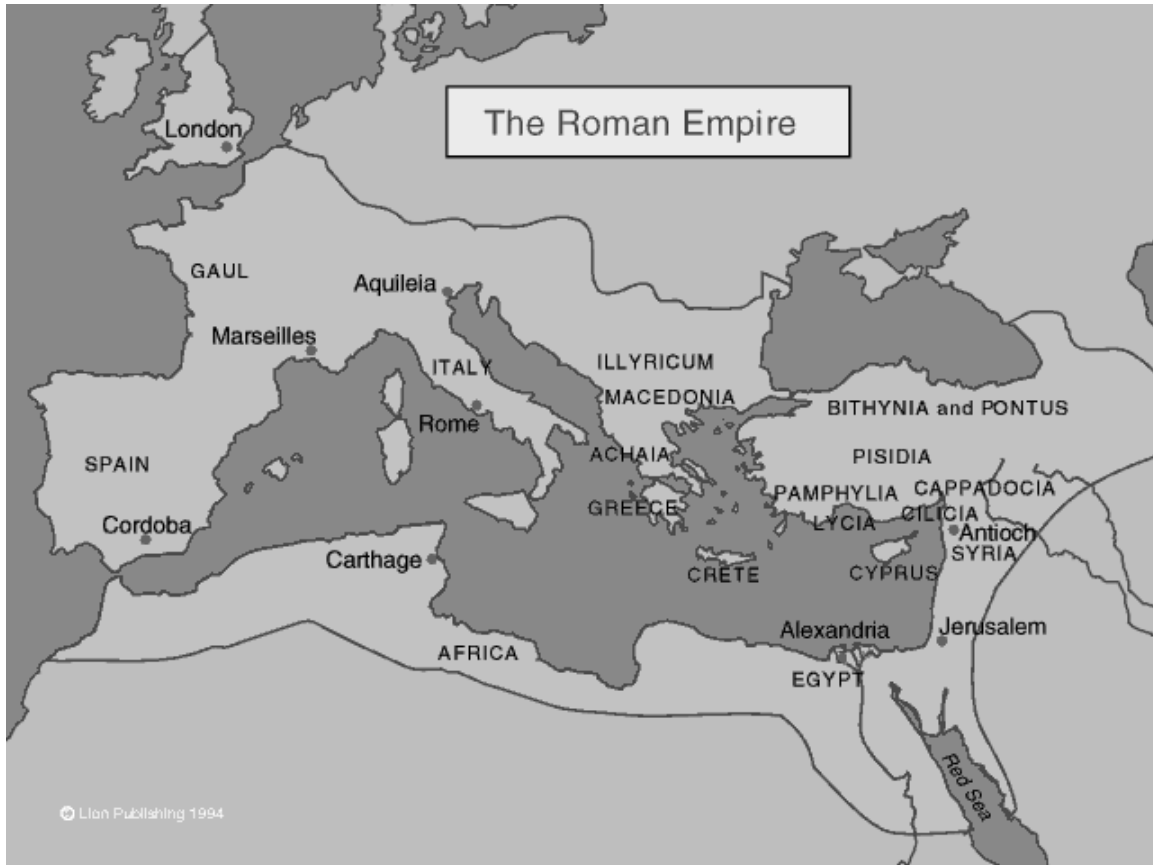 The Roman Empire
London
GAUL
Aquileia
Marseilles
ITALY
ILLYRICUM
MACEDONIA
Rome
BITHYNIA and PONTUS
SPAIN
ACHAIA
PISIDIA
GREECE
PAMPHYLIA
CAPPADOCIA
LYCIA
CILICIA
Cordoba
Antioch
Carthage
SYRIA
CRETE
CYPRUS
Alexandria
Jerusalem
AFRICA
EGYPT
Red Sea
© Lion Publishing 1994